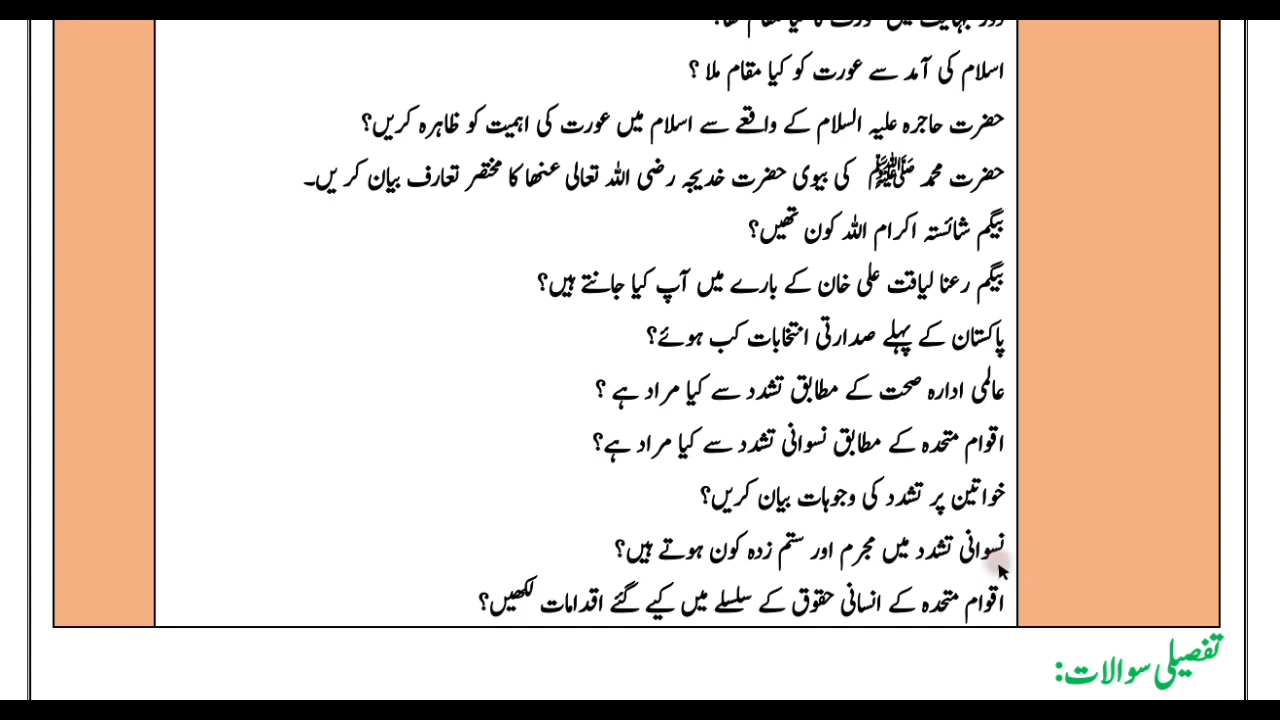 اسلام کی آمد سے عورت کو کیا مقام ملا ؟
حضرت حاجرہ علیہ السلام کے واقعے سے اسلام میں عورت کی اہمیت کو ظاہرہ کریں؟
حضرت محمد ﷺ کی بیوی حضرت خدیجہ رضی اللہ تعالی عنھا کا مختصر تعارف بیان کریں۔
بیگم شائستہ اکرام اللہ کون تھیں؟
بیگم رعنا لیاقت علی خان کے بارے میں آپ کیا جانتے ہیں؟
پاکستان کے پہلے صدارتی انتخابات کب ہوئے؟
عالمی ادارہ صحت کے مطابق تشدد سے کیا مراد ہے ؟
اقوام متحدہ کے مطابق نسوانی تشدد سے کیا مراد ہے؟
خواتین پر تشدد کی وجوہات بیان کریں؟
نسوانی تشدد میں مجرم اور ستم زدہ کون ہوتے ہیں؟
اقوام متحدہ کے انسانی حقوق کے سلسلے میں کیے گئے اقدامات لکھیں؟
تفصیلی سوالات: